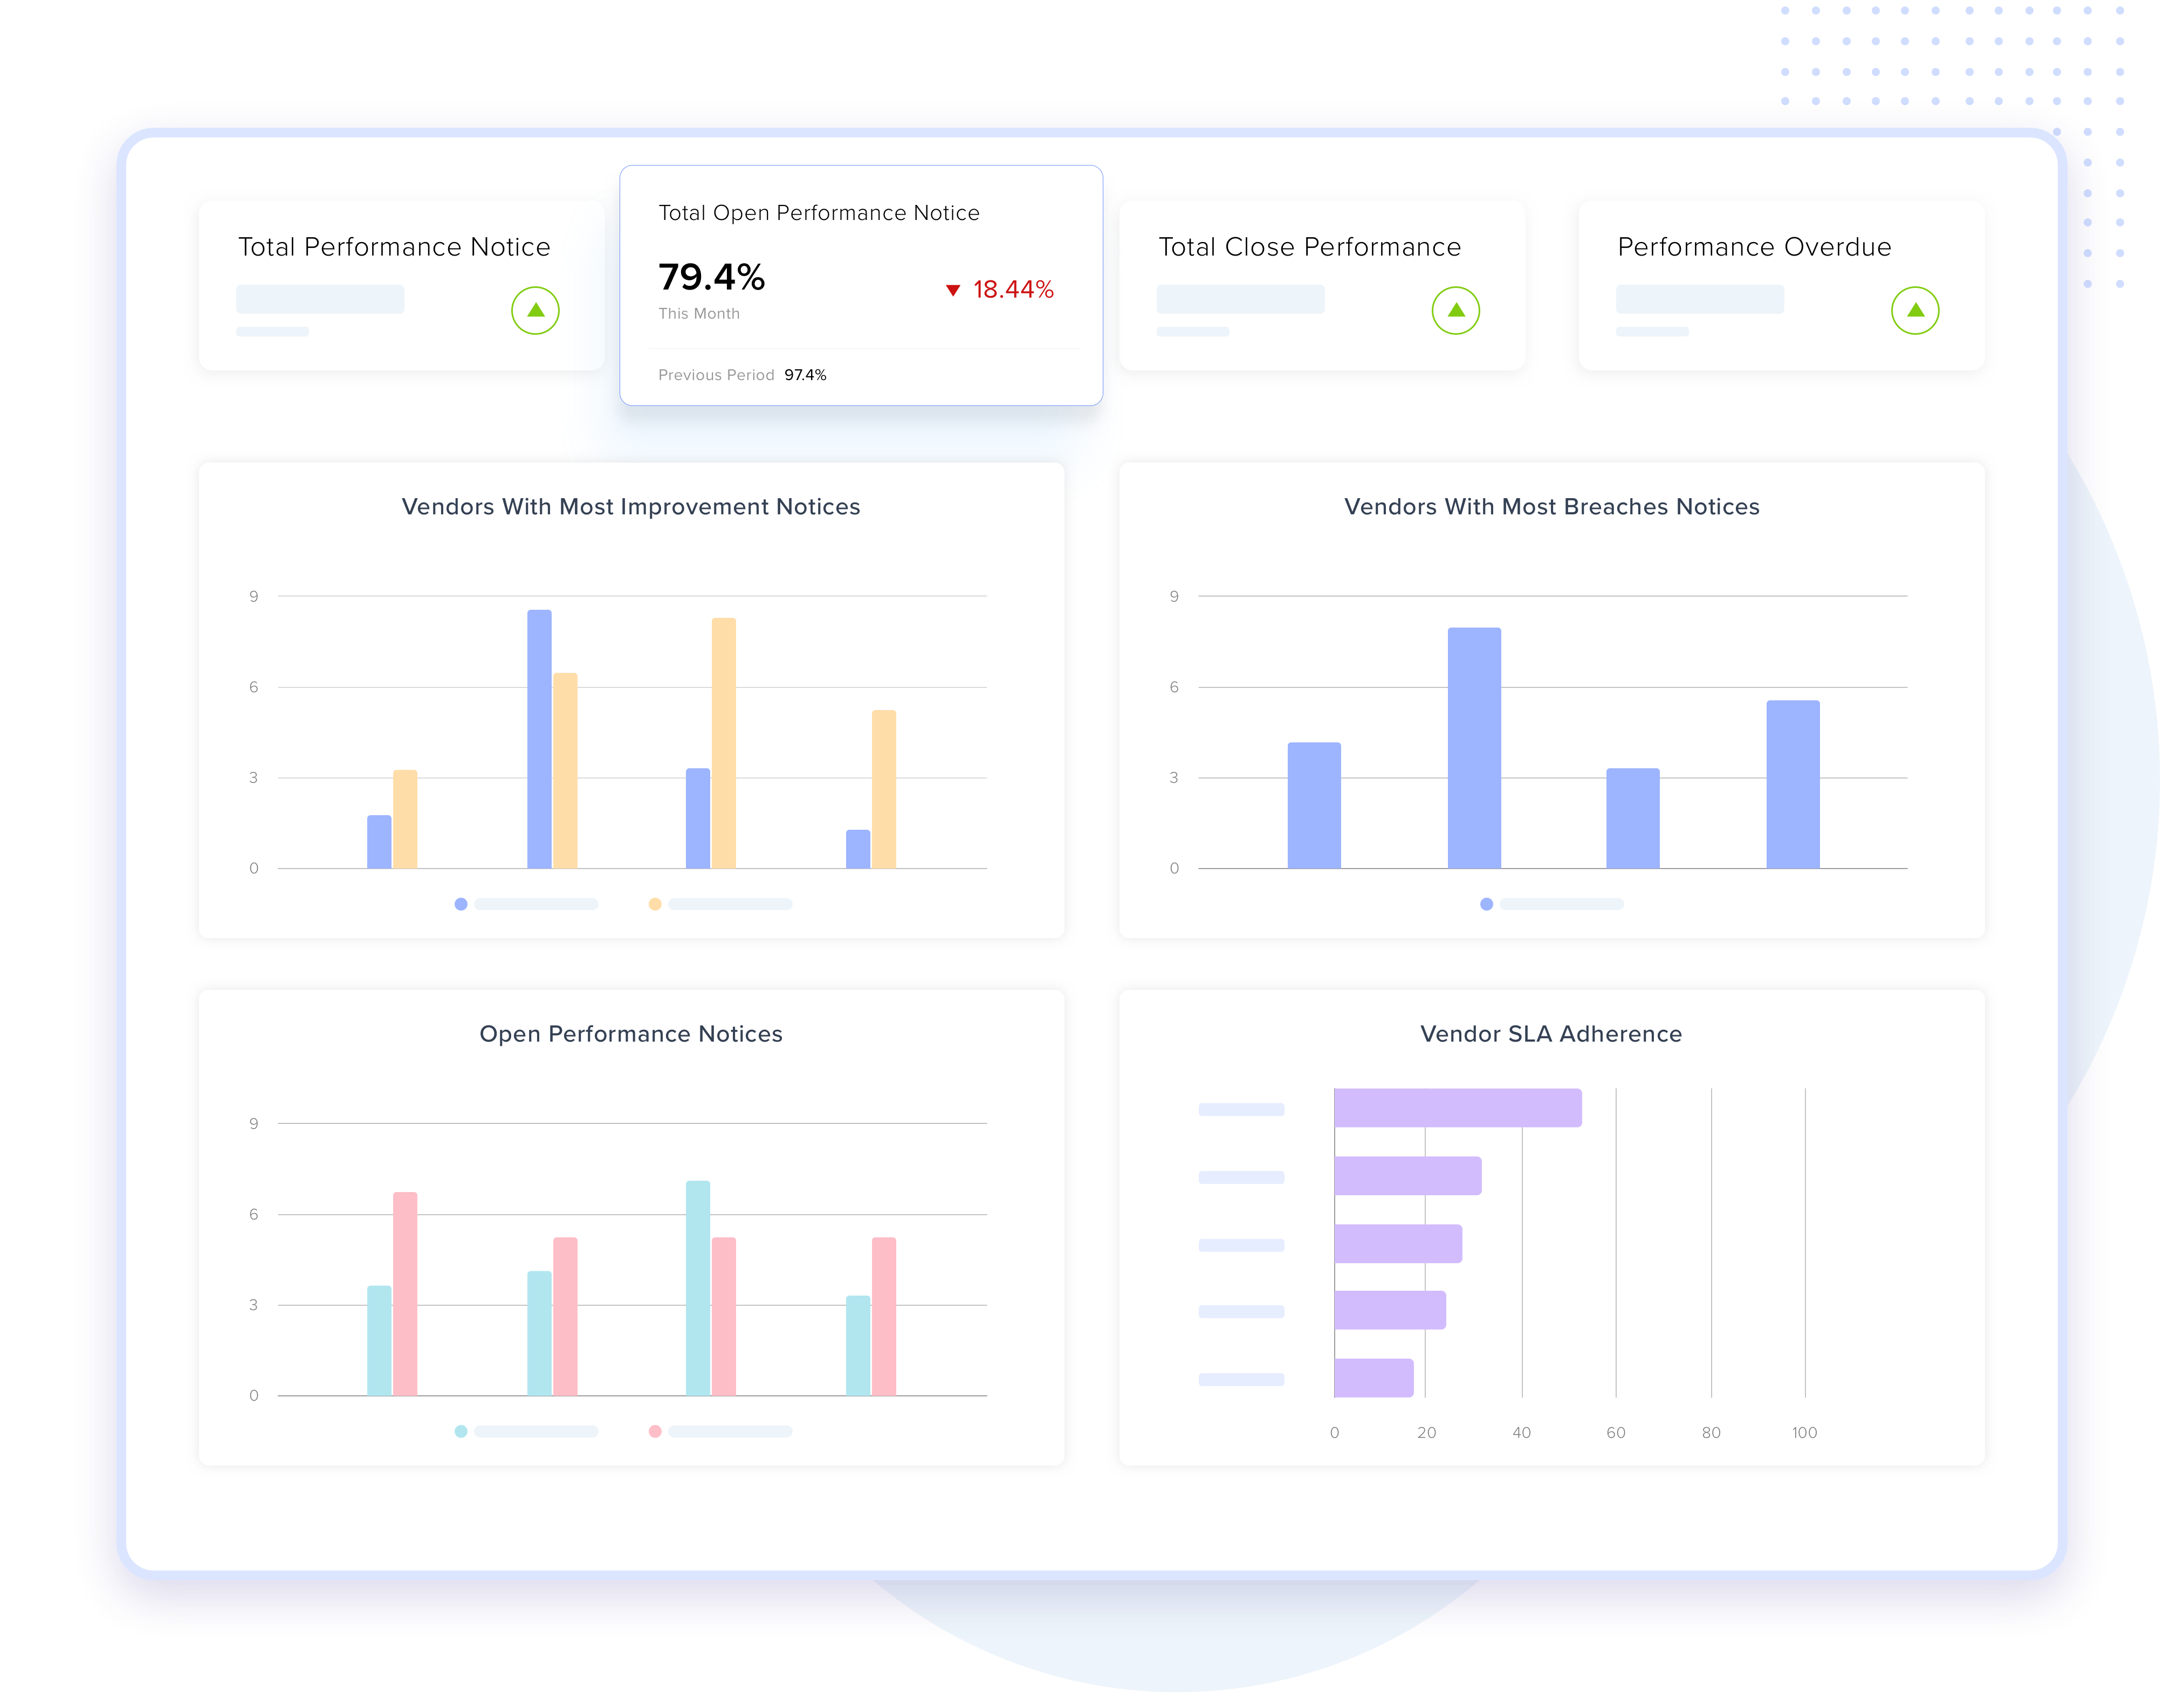 Total Performance Notice
Total Open Performance Notice
79.4%
This Month
18.44%
Previous Period 97.4%
Total Close Performance
Performance Overdue
Vendors With Most Improvement Notices
9
6
3
0
Vendors With Most Breaches Notices
9
6
3
0
Open Performance Notices
9
6
3
0
Vendor SLA Adherence
0 20 40 60 80 100